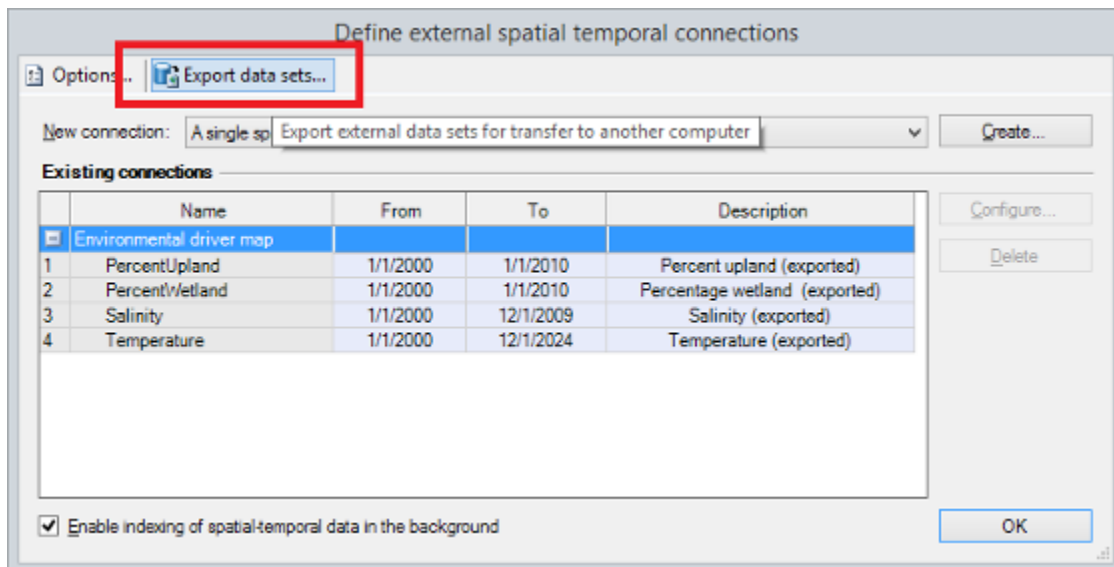 Define external spatial temporal connections
Options... Export data sets...
New connection: A single sp Export external data sets for transfer to another computer Create...
Existing connections
Name From To Description Configure...
Environmental driver map
1 PercentUpland 1/1/2000 1/1/2010 Percent upland (exported) Delete
2 PercentWetland 1/1/2000 1/1/2010 Percentage wetland (exported)
3 Salinity 1/1/2000 12/1/2009 Salinity (exported)
4 Temperature 1/1/2000 12/1/2024 Temperature (exported)
Enable indexing of spatial-temporal data in the background OK